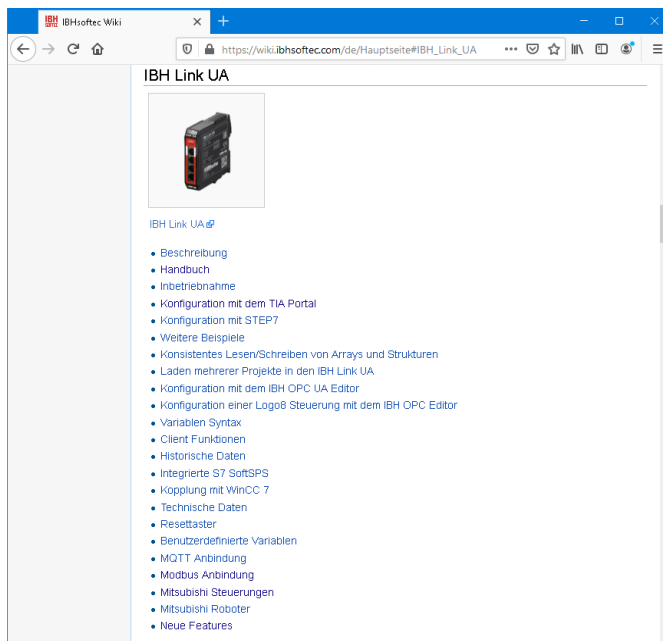 IBH
IBHsoftec Wiki
https://wiki.ibhsoftec.com/de/Hauptseite#IBH_Link_UA
IBH Link UA
IBH Link UA
Beschreibung
Handbuch
Inbetriebnahme
Konfiguration mit dem TIA Portal
Konfiguration mit STEP7
Weitere Beispiele
Konsistentes Lesen/Schreiben von Arrays und Strukturen
Laden mehrerer Projekte in den IBH Link UA
Konfiguration mit dem IBH OPC UA Editor
Konfiguration einer Logo8 Steuerung mit dem IBH OPC Editor
Variablen Syntax
Client Funktionen
Historische Daten
Integrierte S7 SoftSPS
Kopplung mit WinCC 7
Technische Daten
Resettaster
Benutzerdefinierte Variablen
MQTT Anbindung
Modbus Anbindung
Mitsubishi Steuerungen
Mitsubishi Roboter
Neue Features